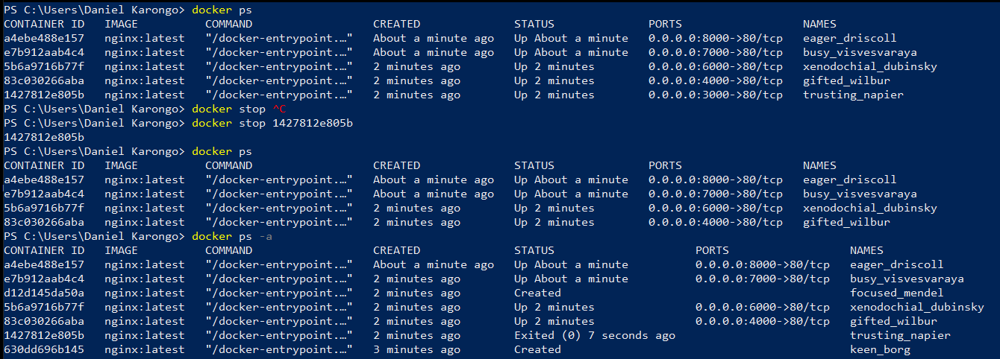 PS C:\Users\Daniel Karongo> docker ps
CONTAINER ID   IMAGE          COMMAND                  CREATED              STATUS              PORTS                  NAMES
a4ebe488e157   nginx:latest   "/docker-entrypoint.…"   About a minute ago   Up About a minute   0.0.0.0:8000->80/tcp   eager_driscoll
e7b912aab4c4   nginx:latest   "/docker-entrypoint.…"   About a minute ago   Up About a minute   0.0.0.0:7000->80/tcp   busy_visvesvaraya
5b6a9716b77f   nginx:latest   "/docker-entrypoint.…"   2 minutes ago        Up 2 minutes        0.0.0.0:6000->80/tcp   xenodochial_dubinsky
83c030266aba   nginx:latest   "/docker-entrypoint.…"   2 minutes ago        Up 2 minutes        0.0.0.0:4000->80/tcp   gifted_wilbur
1427812e805b   nginx:latest   "/docker-entrypoint.…"   2 minutes ago        Up 2 minutes        0.0.0.0:3000->80/tcp   trusting_napier
PS C:\Users\Daniel Karongo> docker stop ^C
PS C:\Users\Daniel Karongo> docker stop 1427812e805b
1427812e805b
PS C:\Users\Daniel Karongo> docker ps
CONTAINER ID   IMAGE          COMMAND                  CREATED              STATUS              PORTS                  NAMES
a4ebe488e157   nginx:latest   "/docker-entrypoint.…"   About a minute ago   Up About a minute   0.0.0.0:8000->80/tcp   eager_driscoll
e7b912aab4c4   nginx:latest   "/docker-entrypoint.…"   About a minute ago   Up About a minute   0.0.0.0:7000->80/tcp   busy_visvesvaraya
5b6a9716b77f   nginx:latest   "/docker-entrypoint.…"   2 minutes ago        Up 2 minutes        0.0.0.0:6000->80/tcp   xenodochial_dubinsky
83c030266aba   nginx:latest   "/docker-entrypoint.…"   2 minutes ago        Up 2 minutes        0.0.0.0:4000->80/tcp   gifted_wilbur
PS C:\Users\Daniel Karongo> docker ps -a
CONTAINER ID   IMAGE          COMMAND                  CREATED              STATUS                     PORTS                  NAMES
a4ebe488e157   nginx:latest   "/docker-entrypoint.…"   About a minute ago   Up About a minute          0.0.0.0:8000->80/tcp   eager_driscoll
e7b912aab4c4   nginx:latest   "/docker-entrypoint.…"   2 minutes ago        Up About a minute          0.0.0.0:7000->80/tcp   busy_visvesvaraya
d12d145da50a   nginx:latest   "/docker-entrypoint.…"   2 minutes ago        Created                                           focused_mendel
5b6a9716b77f   nginx:latest   "/docker-entrypoint.…"   2 minutes ago        Up 2 minutes               0.0.0.0:6000->80/tcp   xenodochial_dubinsky
83c030266aba   nginx:latest   "/docker-entrypoint.…"   2 minutes ago        Up 2 minutes               0.0.0.0:4000->80/tcp   gifted_wilbur
1427812e805b   nginx:latest   "/docker-entrypoint.…"   2 minutes ago        Exited (0) 7 seconds ago                          trusting_napier
630dd696b145   nginx:latest   "/docker-entrypoint.…"   3 minutes ago        Created                                           keen_borg